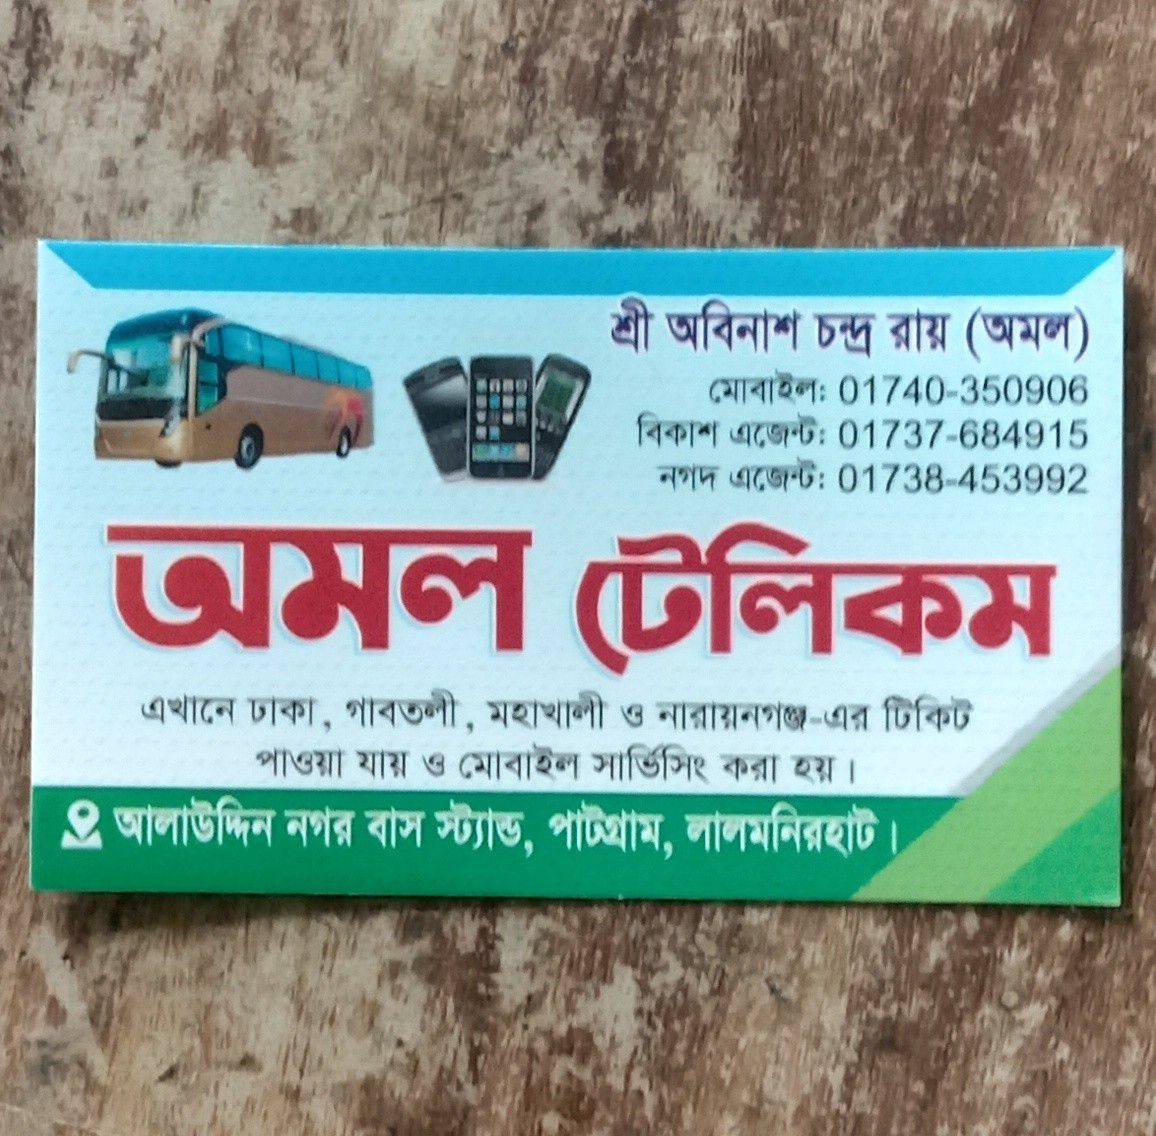 শ্রী অবিনাশ চন্দ্র রায় (অমল)
মোবাইল: 01740-350906
বিকাশ এজেন্ট: 01737-684915
নগদ এজেন্ট: 01738-453992
অমল টেলিকম
এখানে ঢাকা, গাবতলী, মহাখালী ও নারায়নগঞ্জ-এর টিকিট
পাওয়া যায় ও মোবাইল সার্ভিসিং করা হয়।
আলাউদ্দিন নগর বাস স্ট্যান্ড, পাটগ্রাম, লালমনিরহাট।